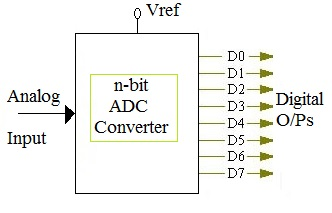 Vref
n-bit
ADC
Converter
Analog
Input
D0
D1
D2
D3
D4
D5
D6
D7
Digital
O/Ps